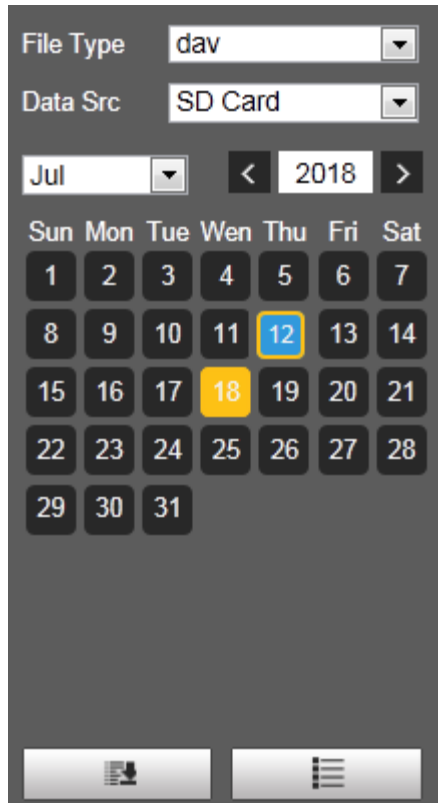 File Type dav
Data Src SD Card
Jul < 2018 >
Sun Mon Tue Wen Thu Fri Sat
1 2 3 4 5 6 7
8 9 10 11 12 13 14
15 16 17 18 19 20 21
22 23 24 25 26 27 28
29 30 31